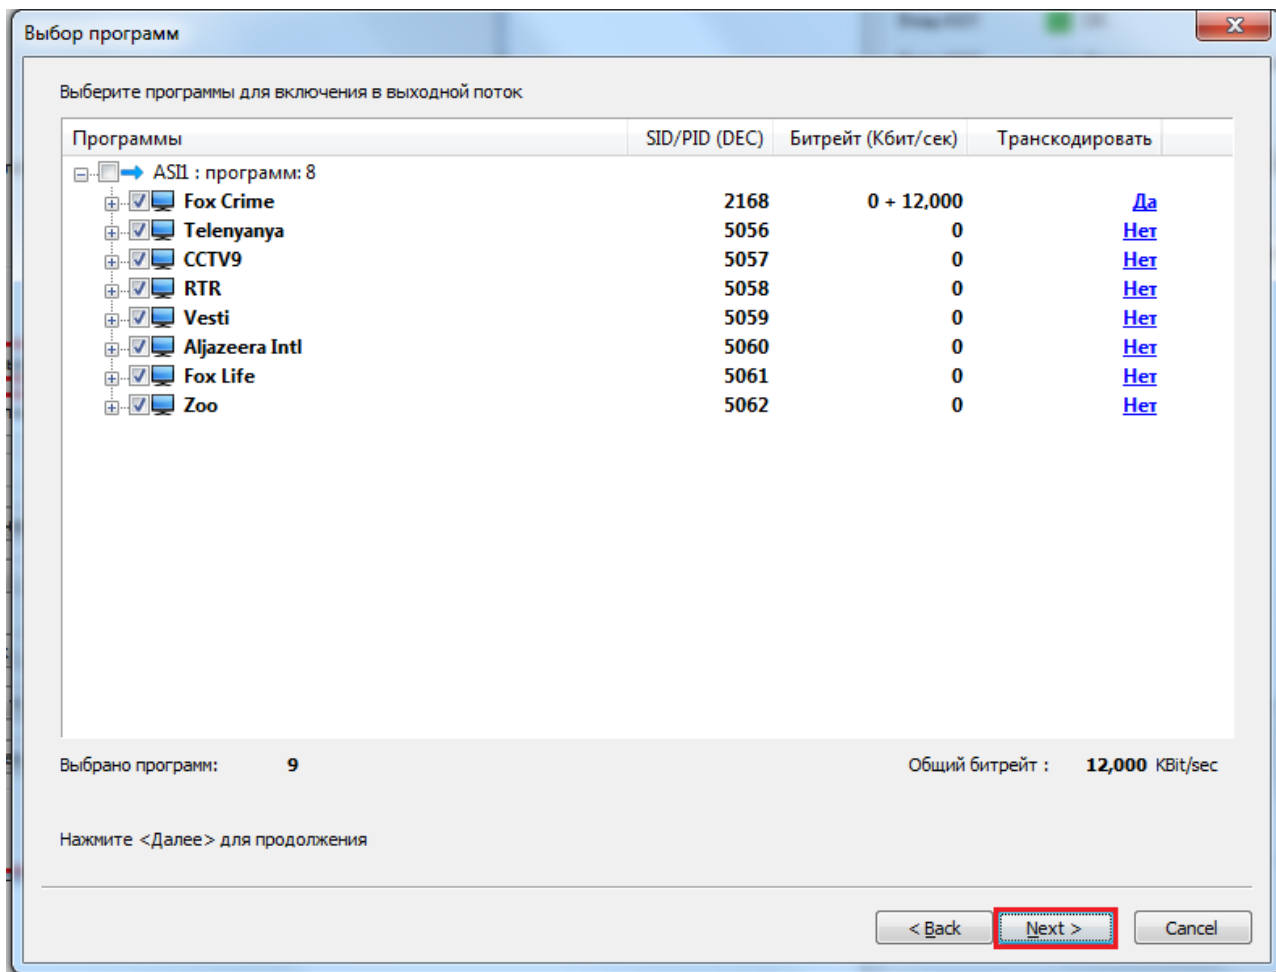 Выбор программ
Выберите программы для включения в выходной поток
Программы SID/PID (DEC) Битрейт (Кбит/сек) Транскодировать
ASI1 : программ: 8
Fox Crime 2168 0 + 12,000 Да
Telenyanya 5056 0 Нет
CCTV9 5057 0 Нет
RTR 5058 0 Нет
Vesti 5059 0 Нет
Aljazeera Intl 5060 0 Нет
Fox Life 5061 0 Нет
Zoo 5062 0 Нет
Выбрано программ: 9 Общий битрейт : 12,000 KBit/sec
Нажмите <Далее> для продолжения
< Back Next > Cancel